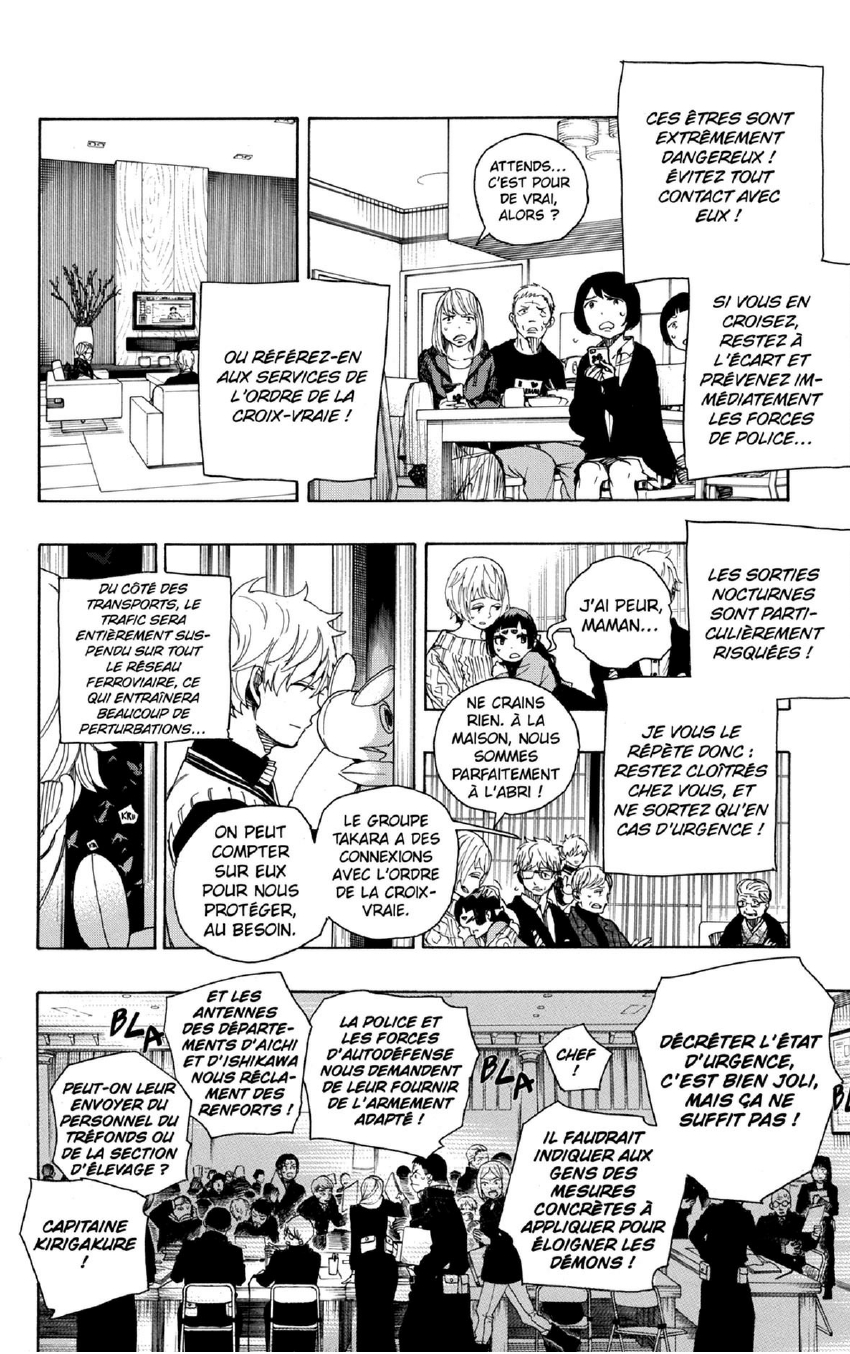 CES ÊTRES SONT
EXTRÊMEMENT
DANGEREUX !
ÉVITEZ TOUT
CONTACT AVEC
EUX !
ATTENDS...
C'EST POUR
DE VRAI,
ALORS ?
SI VOUS EN
CROISEZ,
RESTEZ À
L'ÉCART ET
PRÉVENEZ IM-
MÉDIATEMENT
LES FORCES
DE POLICE...
OU RÉFÉREZ-EN
AUX SERVICES DE
L'ORDRE DE LA
CROIX-VRAIE !
LES SORTIES
NOCTURNES
SONT PARTI-
CULIÈREMENT
RISQUÉES !
J'AI PEUR,
MAMAN...
NE CRAINS
RIEN. À LA
MAISON, NOUS
SOMMES
PARFAITEMENT
À L'ABRI !
JE VOUS LE
RÉPÈTE DONC :
RESTEZ CLOÎTRÉS
CHEZ VOUS, ET
NE SORTEZ QU'EN
CAS D'URGENCE !
LE GROUPE
TAKARA A DES
CONNEXIONS
AVEC L'ORDRE
DE LA CROIX-
VRAIE.
ON PEUT
COMPTER
SUR EUX
POUR NOUS
PROTÉGER,
AU BESOIN.
DU CÔTÉ DES
TRANSPORTS, LE
TRAFIC SERA
ENTIÈREMENT SUS-
PENDU SUR TOUT
LE RÉSEAU
FERROVIAIRE, CE
QUI ENTRAÎNERA
BEAUCOUP DE
PERTURBATIONS...
KRII
DÉCRÉTER L'ÉTAT
D'URGENCE,
C'EST BIEN JOLI,
MAIS ÇA NE
SUFFIT PAS !
BLA
CHEF
!
IL FAUDRAIT
INDIQUER AUX
GENS DES
MESURES
CONCRÈTES À
APPLIQUER POUR
ÉLOIGNER LES
DÉMONS !
BLA
LA POLICE ET
LES FORCES
D'AUTODÉFENSE
NOUS DEMANDENT
DE LEUR FOURNIR
DE L'ARMEMENT
ADAPTÉ !
ET LES
ANTENNES
DES DÉPARTE-
MENTS D'AICHI
ET D'ISHIKAWA
NOUS RÉCLA-
MENT DES
RENFORTS !
BLA
PEUT-ON LEUR
ENVOYER DU
PERSONNEL DU
TRÉFONDS OU
DE LA SECTION
D'ÉLEVAGE ?
CAPITAINE
KIRIGAKURE
!